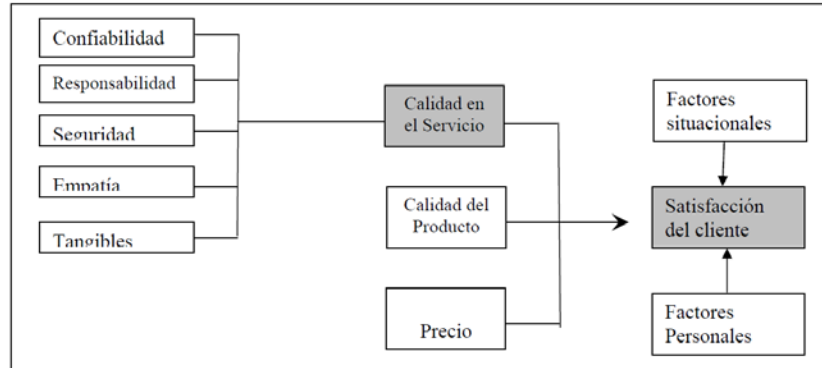 Confiabilidad
Responsabilidad
Seguridad
Empatía
Tangibles
Calidad en
el Servicio
Calidad del
Producto
Precio
Factores
situacionales
Satisfacción
del cliente
Factores
Personales